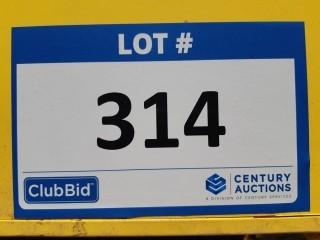 LOT #
314
ClubBid
CENTURY
AUCTIONS
A DIVISION OF CENTURY SERVICES